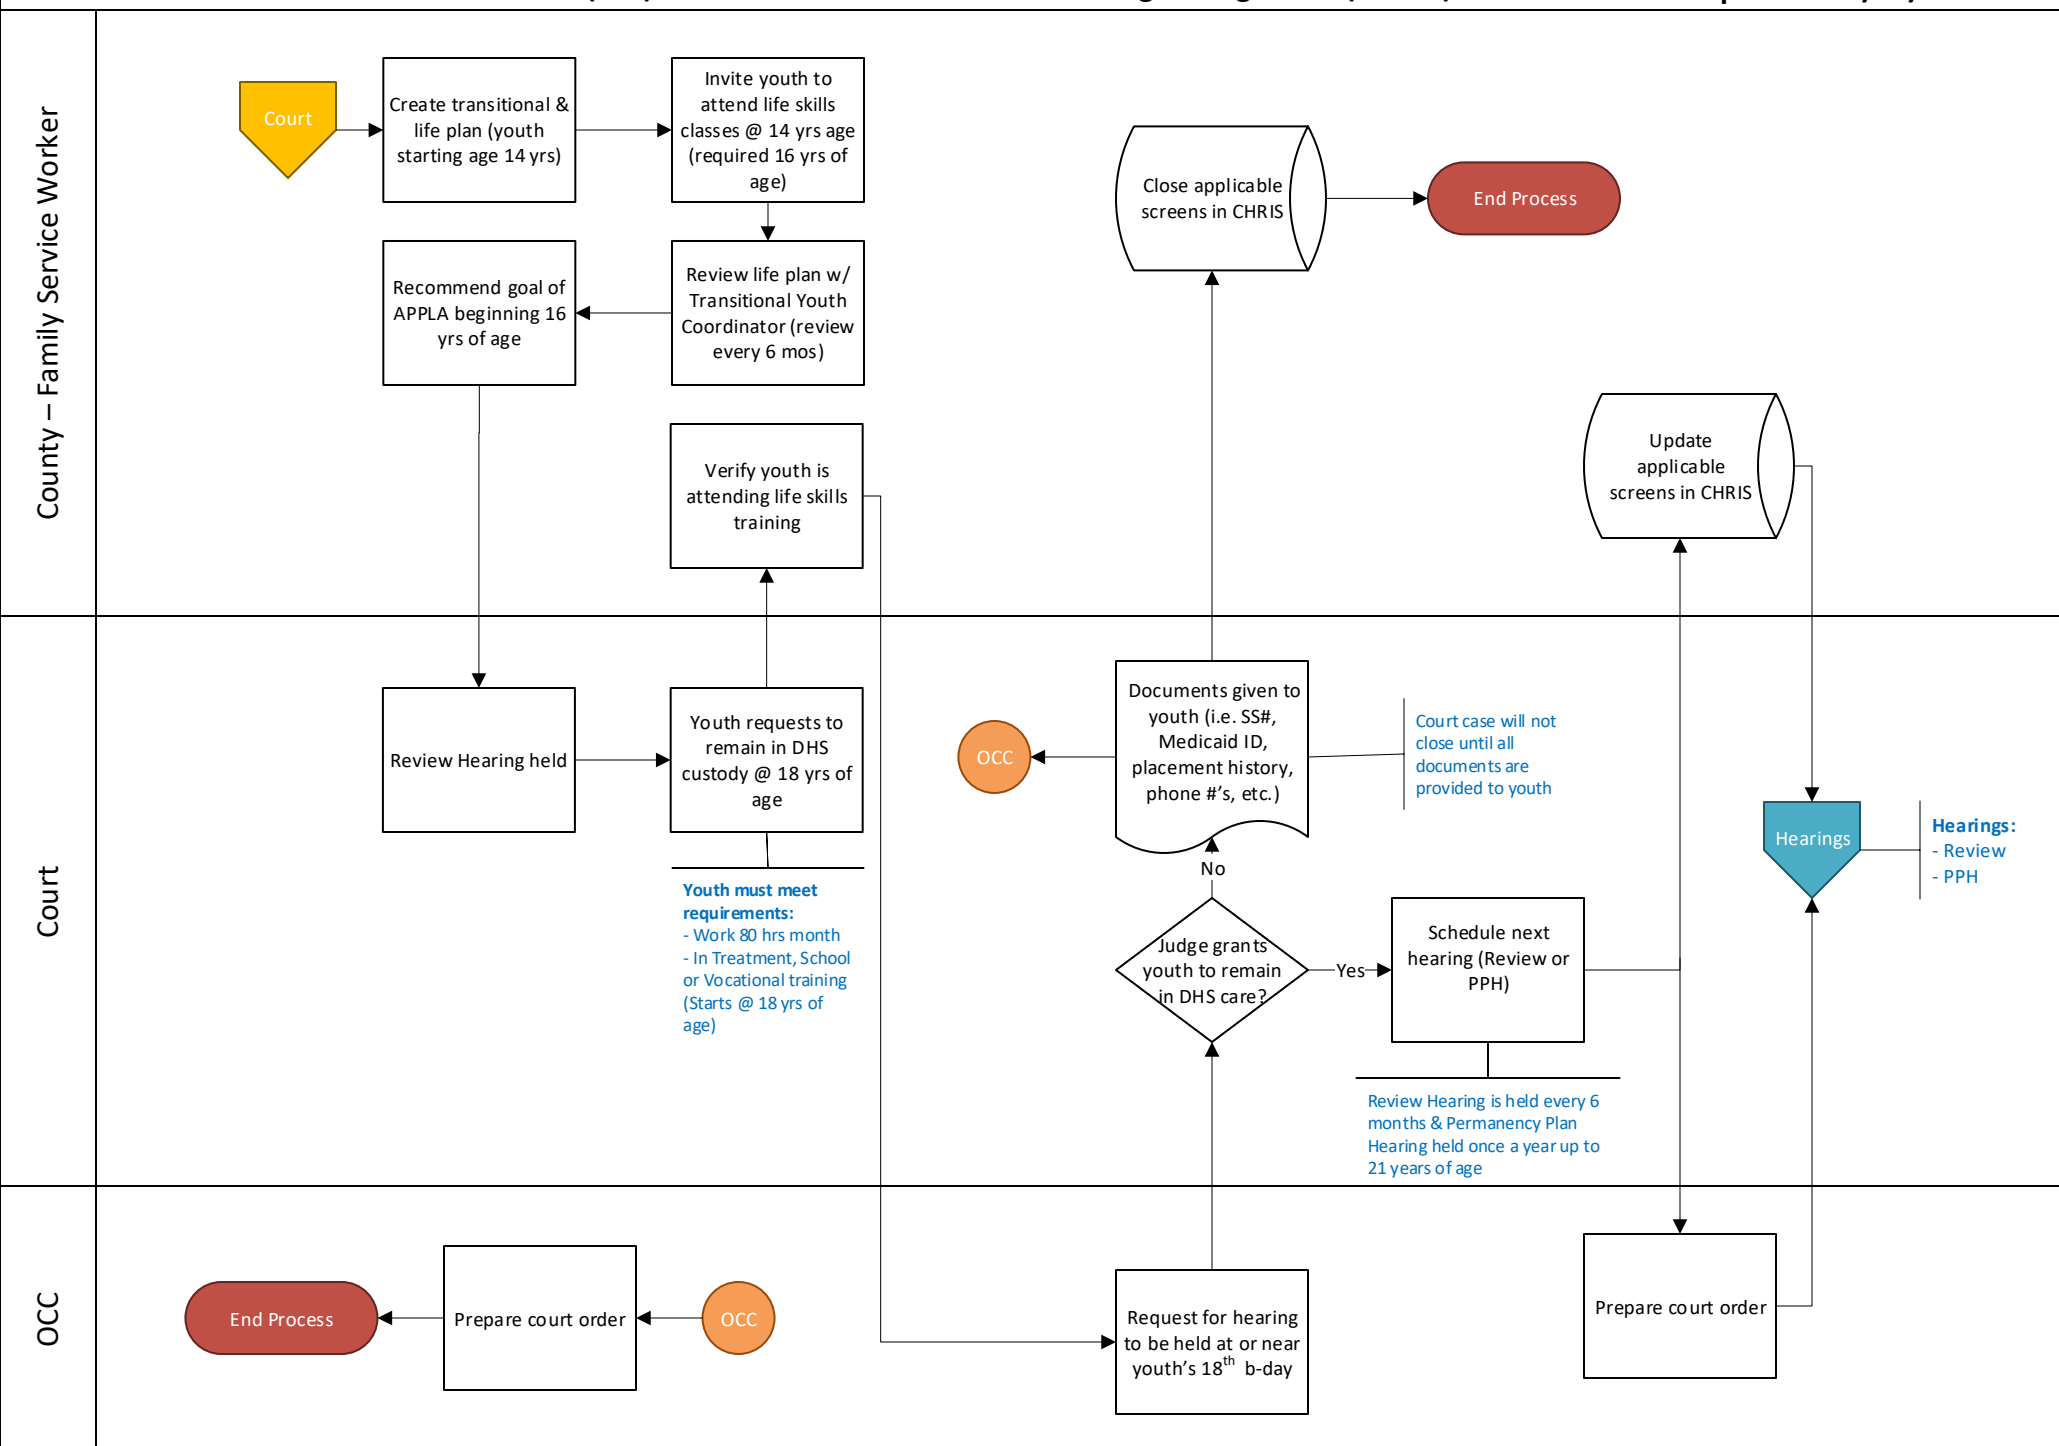 County – Family Service Worker
Court
Create transitional &
life plan (youth
starting age 14 yrs)
Invite youth to
attend life skills
classes @ 14 yrs age
(required 16 yrs of
age)
Recommend goal of
APPLA beginning 16
yrs of age
Review life plan w/
Transitional Youth
Coordinator (review
every 6 mos)
Verify youth is
attending life skills
training
Close applicable
screens in CHRIS
End Process
Update
applicable
screens in CHRIS
Court
Review Hearing held
Youth requests to
remain in DHS
custody @ 18 yrs of
age
Youth must meet
requirements:
- Work 80 hrs month
- In Treatment, School
or Vocational training
(Starts @ 18 yrs of
age)
OCC
Documents given to
youth (i.e. SS#,
Medicaid ID,
placement history,
phone #’s, etc.)
Court case will not
close until all
documents are
provided to youth
No
Judge grants
youth to remain
in DHS care?
Yes
Schedule next
hearing (Review or
PPH)
Review Hearing is held every 6
months & Permanency Plan
Hearing held once a year up to
21 years of age
Hearings
Hearings:
- Review
- PPH
OCC
End Process
Prepare court order
OCC
Request for hearing
to be held at or near
youth’s 18th b-day
Prepare court order